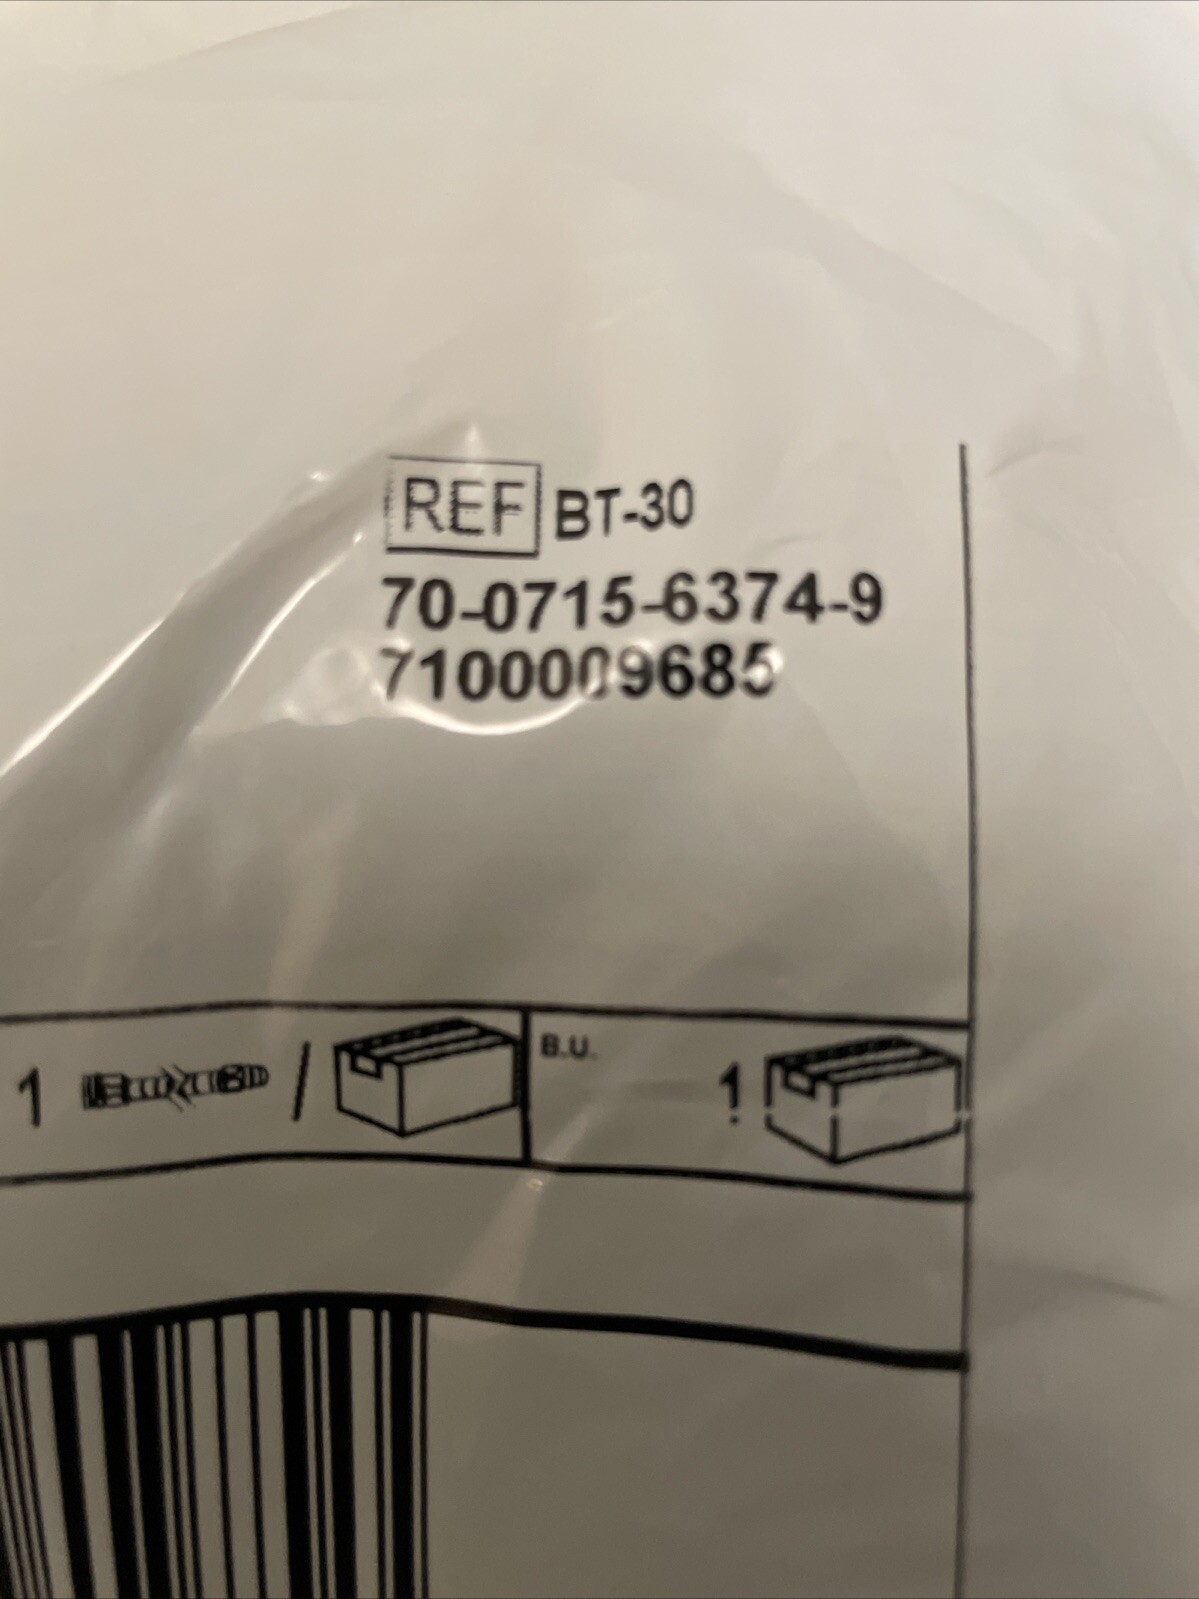 REF BT-30
70-0715-6374-9
7100009685
1 / B.U. 1